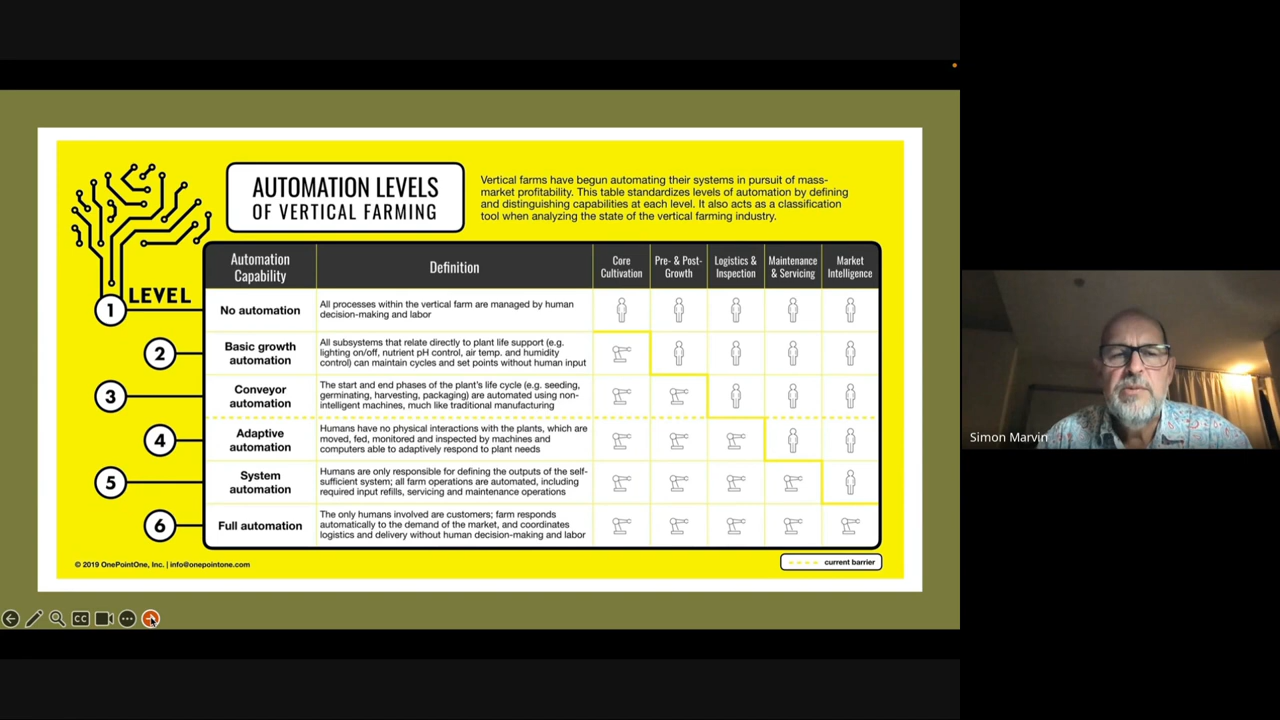 AUTOMATION LEVELS
OF VERTICAL FARMING
Vertical farms have begun automating their systems in pursuit of mass-
market profitability. This table standardizes levels of automation by defining
and distinguishing capabilities at each level. It also acts as a classification
tool when analyzing the state of the vertical farming industry.
LEVEL
Automation
Capability
Definition
Core
Cultivation
Pre- & Post-
Growth
Logistics &
Inspection
Maintenance
& Servicing
Market
Intelligence
1
No automation
All processes within the vertical farm are managed by human
decision-making and labor
2
Basic growth
automation
All subsystems that relate directly to plant life support (e.g.
lighting on/off, nutrient pH control, air temp. and humidity
control) can maintain cycles and set points without human input
3
Conveyor
automation
The start and end phases of the plant's life cycle (e.g. seeding,
germinating, harvesting, packaging) are automated using non-
intelligent machines, much like traditional manufacturing
4
Adaptive
automation
Humans have no physical interactions with the plants, which are
moved, fed, monitored and inspected by machines and
computers able to adaptively respond to plant needs
5
System
automation
Humans are only responsible for defining the outputs of the self-
sufficient system; all farm operations are automated, including
required input refills, servicing and maintenance operations
6
Full automation
The only humans involved are customers; farm responds
automatically to the demand of the market, and coordinates
logistics and delivery without human decision-making and labor
© 2019 OnePointOne, Inc. | info@onepointone.com
current barrier
CC
Simon Marvin